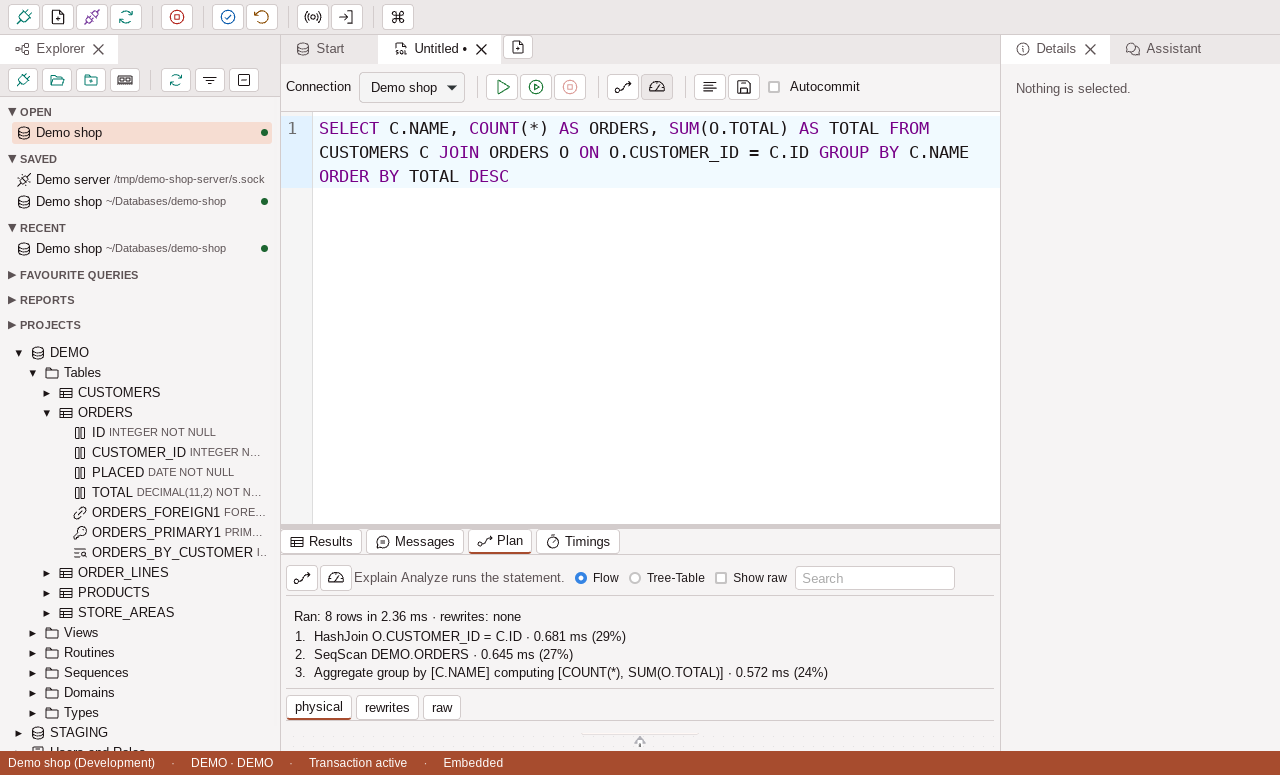 Explorer
Start
Untitled •
Details
Assistant
OPEN
Demo shop
SAVED
Demo server /tmp/demo-shop-server/s.sock
Demo shop ~/Databases/demo-shop
RECENT
Demo shop ~/Databases/demo-shop
FAVOURITE QUERIES
REPORTS
PROJECTS
DEMO
Tables
CUSTOMERS
ORDERS
ID INTEGER NOT NULL
CUSTOMER_ID INTEGER N…
PLACED DATE NOT NULL
TOTAL DECIMAL(11,2) NOT N…
ORDERS_FOREIGN1 FORE…
ORDERS_PRIMARY1 PRIM…
ORDERS_BY_CUSTOMER I…
ORDER_LINES
PRODUCTS
STORE_AREAS
Views
Routines
Sequences
Domains
Types
STAGING
Users and Roles
Connection
Demo shop
Autocommit
1
SELECT C.NAME, COUNT(*) AS ORDERS, SUM(O.TOTAL) AS TOTAL FROM
CUSTOMERS C JOIN ORDERS O ON O.CUSTOMER_ID = C.ID GROUP BY C.NAME
ORDER BY TOTAL DESC
Results
Messages
Plan
Timings
Explain Analyze runs the statement.
Flow
Tree-Table
Show raw
Search
Ran: 8 rows in 2.36 ms · rewrites: none
1. HashJoin O.CUSTOMER_ID = C.ID · 0.681 ms (29%)
2. SeqScan DEMO.ORDERS · 0.645 ms (27%)
3. Aggregate group by [C.NAME] computing [COUNT(*), SUM(O.TOTAL)] · 0.572 ms (24%)
physical
rewrites
raw
Nothing is selected.
Demo shop (Development) · DEMO · DEMO · Transaction active · Embedded